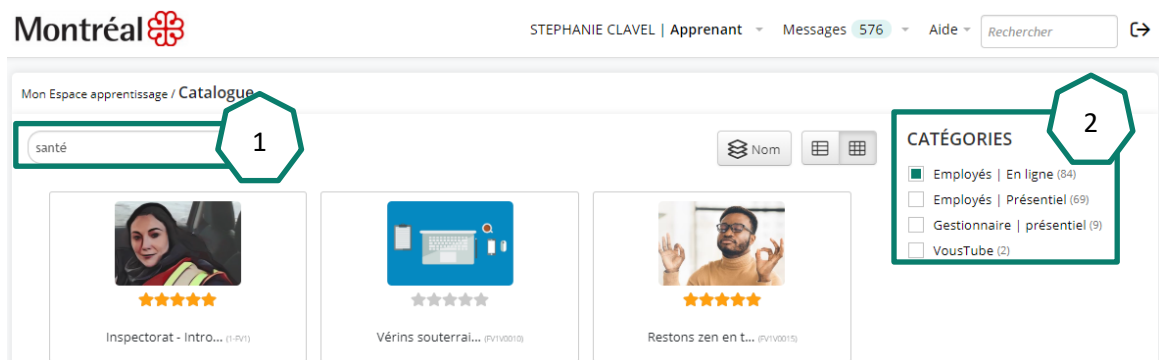 Montréal
STEPHANIE CLAVEL | Apprenant Messages 576 Aide Rechercher
Mon Espace apprentissage / Catalogue
1
santé
Nom
2
CATÉGORIES
Employés | En ligne (84)
Employés | Présentiel (69)
Gestionnaire | présentiel (9)
VousTube (2)
Inspectorat - Intro... (1-FV1)
Vérins souterrai... (FV1V0010)
Restons zen en t... (FV1V0015)